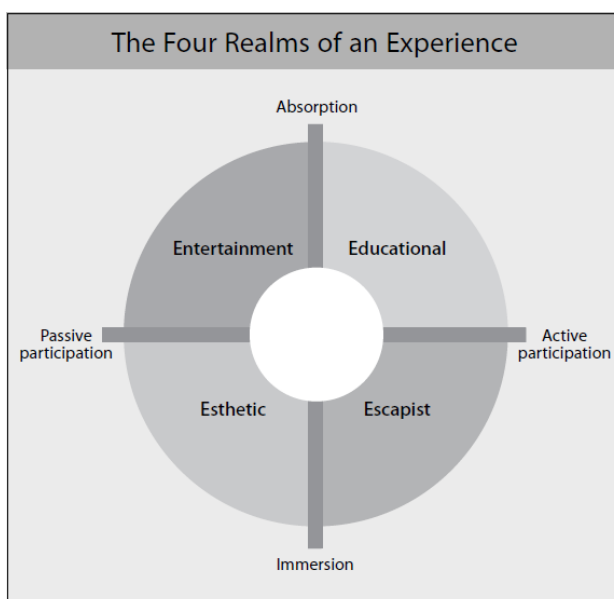 The Four Realms of an Experience
Absorption
Entertainment
Educational
Passive
participation
Active
participation
Esthetic
Escapist
Immersion